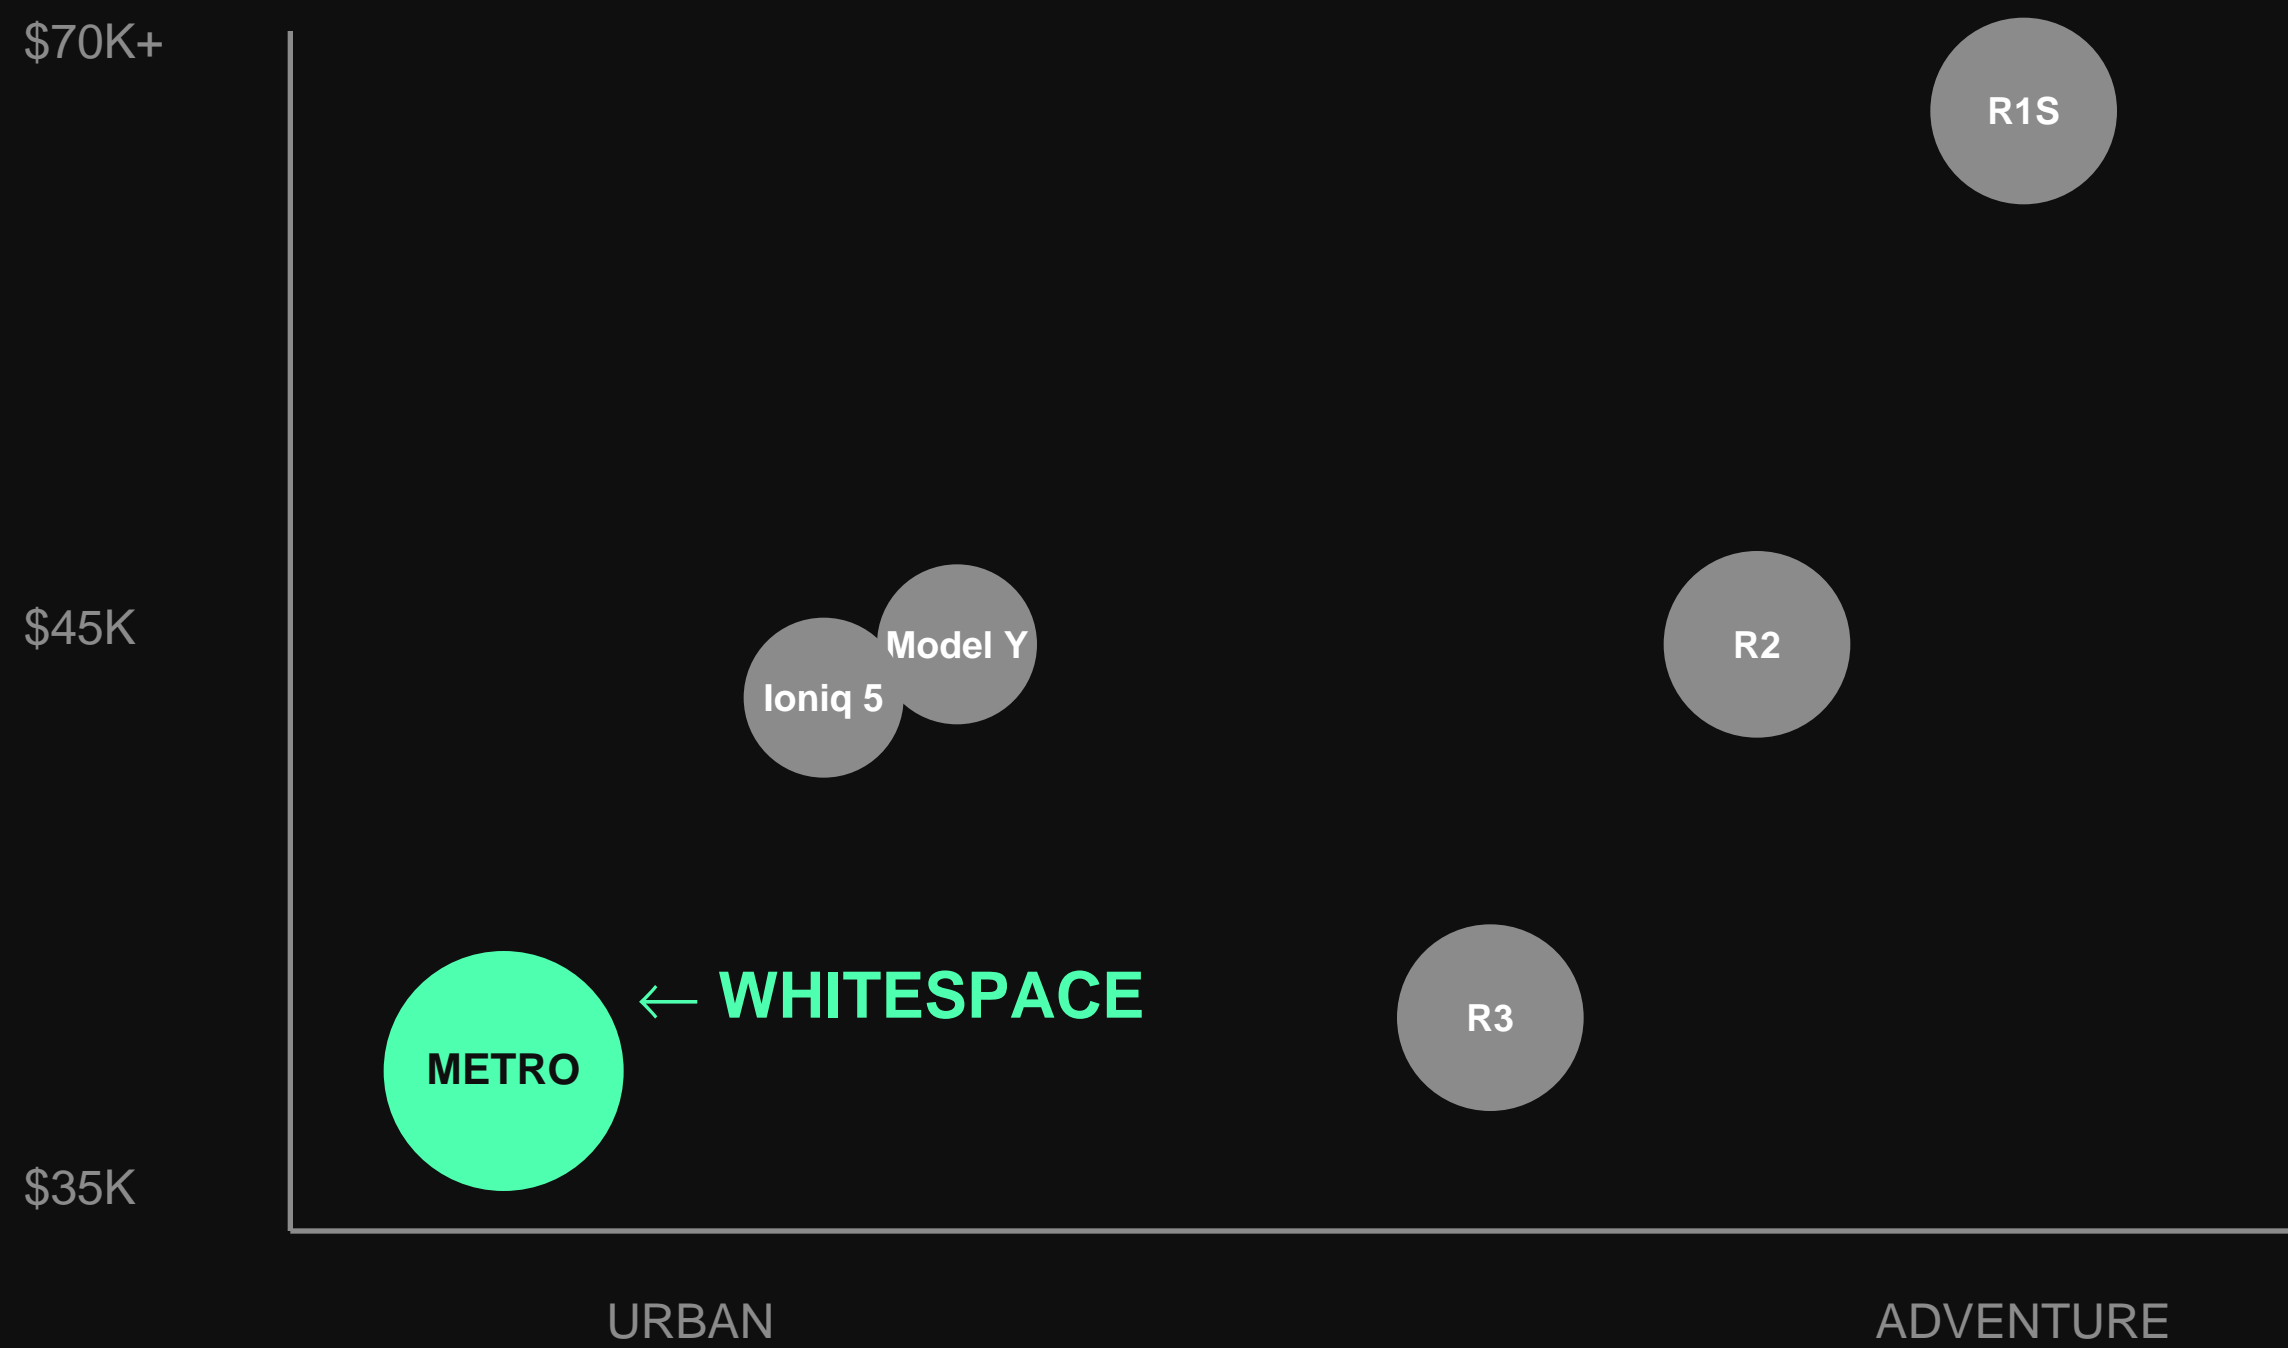 $70K+
R1S
$45K
Model Y
R2
Ioniq 5
← WHITESPACE
R3
METRO
$35K
URBAN
ADVENTURE